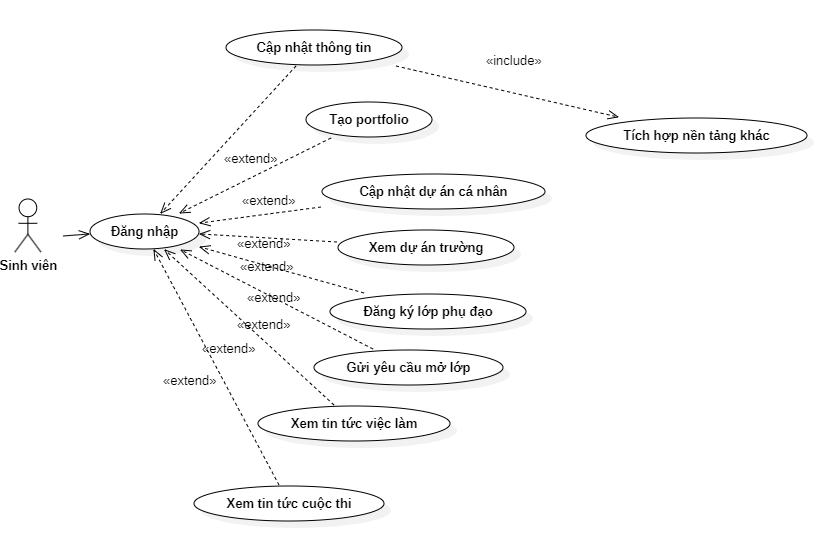 Cập nhật thông tin
«include»
Tạo portfolio
Tích hợp nền tảng khác
«extend»
Cập nhật dự án cá nhân
«extend»
Đăng nhập
Xem dự án trường
«extend»
Sinh viên
«extend»
«extend»
Đăng ký lớp phụ đạo
«extend»
«extend»
Gửi yêu cầu mở lớp
«extend»
Xem tin tức việc làm
Xem tin tức cuộc thi